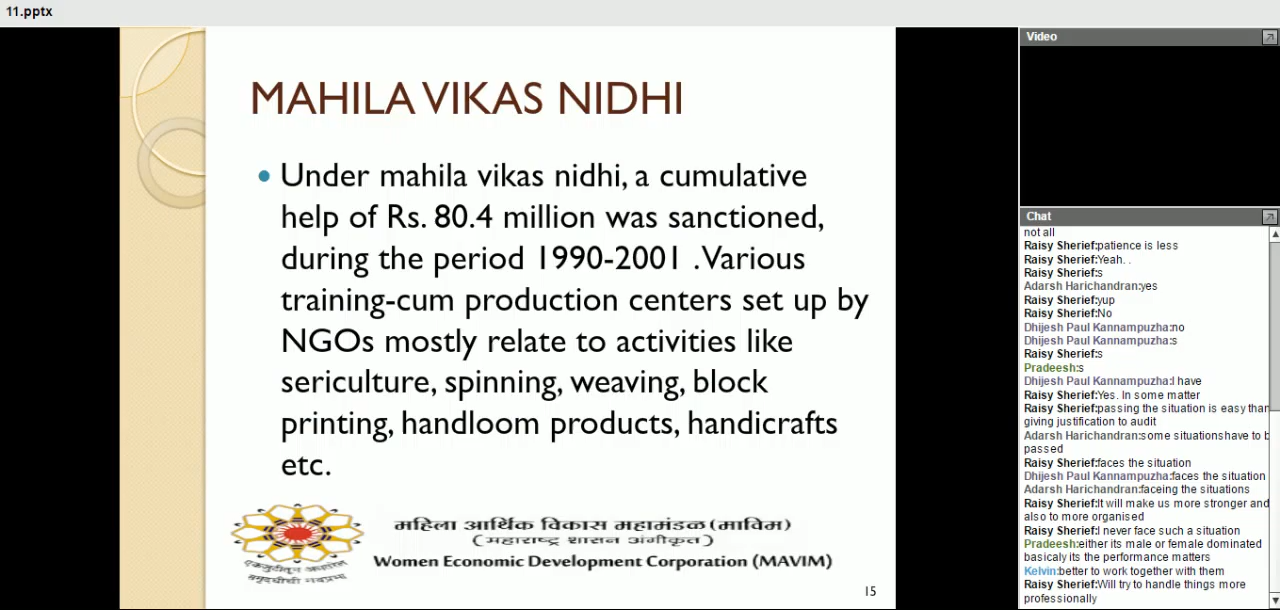 11.pptx
MAHILA VIKAS NIDHI
Under mahila vikas nidhi, a cumulative
help of Rs. 80.4 million was sanctioned,
during the period 1990-2001 .Various
training-cum production centers set up by
NGOs mostly relate to activities like
sericulture, spinning, weaving, block
printing, handloom products, handicrafts
etc.
महिला आर्थिक विकास महामंडळ (माविम)
(महाराष्ट्र शासन अंगीकृत)
Women Economic Development Corporation (MAVIM)
15
Video
Chat
not all
Raisy Sherief:patience is less
Raisy Sherief:Yeah. .
Raisy Sherief:s
Adarsh Harichandran:yes
Raisy Sherief:yup
Raisy Sherief:No
Dhijesh Paul Kannampuzha:no
Dhijesh Paul Kannampuzha:s
Raisy Sherief:s
Pradeesh:s
Dhijesh Paul Kannampuzha:I have
Raisy Sherief:Yes. In some matter
Raisy Sherief:passing the situation is easy than
giving justification to audit
Adarsh Harichandran:some situationshave to b
passed
Raisy Sherief:faces the situation
Dhijesh Paul Kannampuzha:faces the situation
Adarsh Harichandran:faceing the situations
Raisy Sherief:It will make us more stronger and
also to more organised
Raisy Sherief:I never face such a situation
Pradeesh:either its male or female dominated
basicaly its the performance matters
Kelvin:better to work together with them
Raisy Sherief:Will try to handle things more
professionally